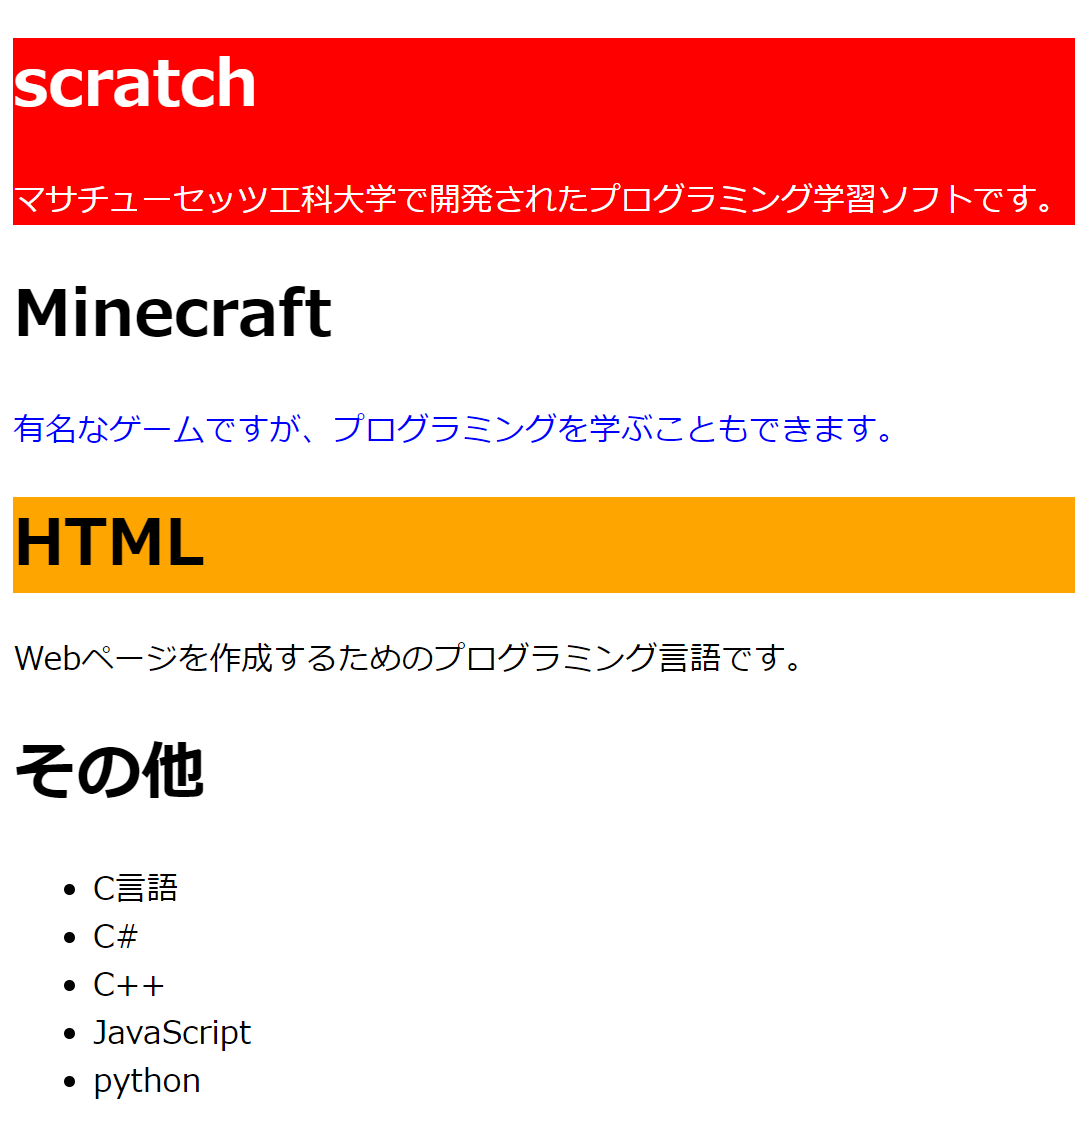 scratch
マサチューセッツ工科大学で開発されたプログラミング学習ソフトです。
Minecraft
有名なゲームですが、プログラミングを学ぶこともできます。
HTML
Webページを作成するためのプログラミング言語です。
その他
• C言語
• C#
• C++
• JavaScript
• python